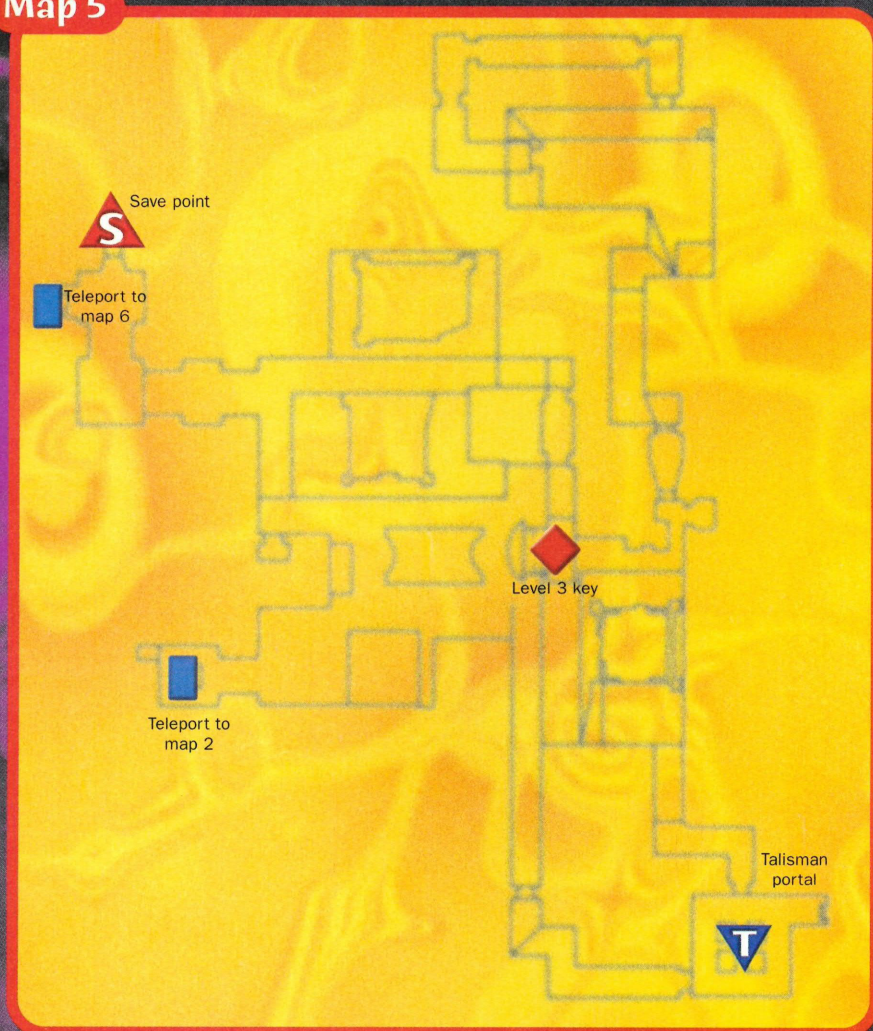 Map 5
Save point
S
Teleport to
map 6
Level 3 key
Teleport to
map 2
Talisman
portal
T